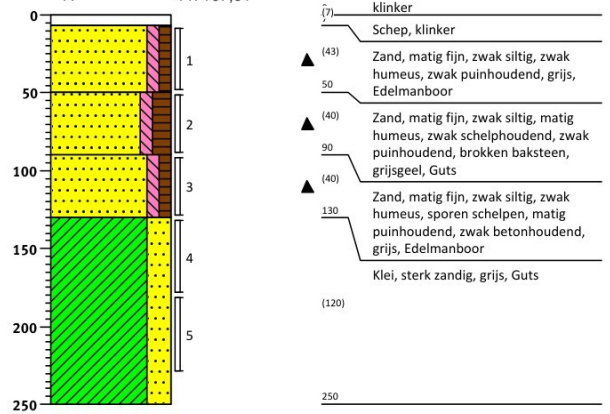 klinker
0
(7)
Schep, klinker
(43)
Zand, matig fijn, zwak siltig, zwak
humeus, zwak puinhoudend, grijs,
Edelmanboor
1
50
50
(40)
Zand, matig fijn, zwak siltig, matig
humeus, zwak schelphoudend, zwak
puinhoudend, brokken baksteen,
grijsgeel, Guts
2
90
100
(40)
Zand, matig fijn, zwak siltig, zwak
humeus, sporen schelpen, matig
puinhoudend, zwak betonhoudend,
grijs, Edelmanboor
3
130
150
4
Klei, sterk zandig, grijs, Guts
(120)
200
5
250
250